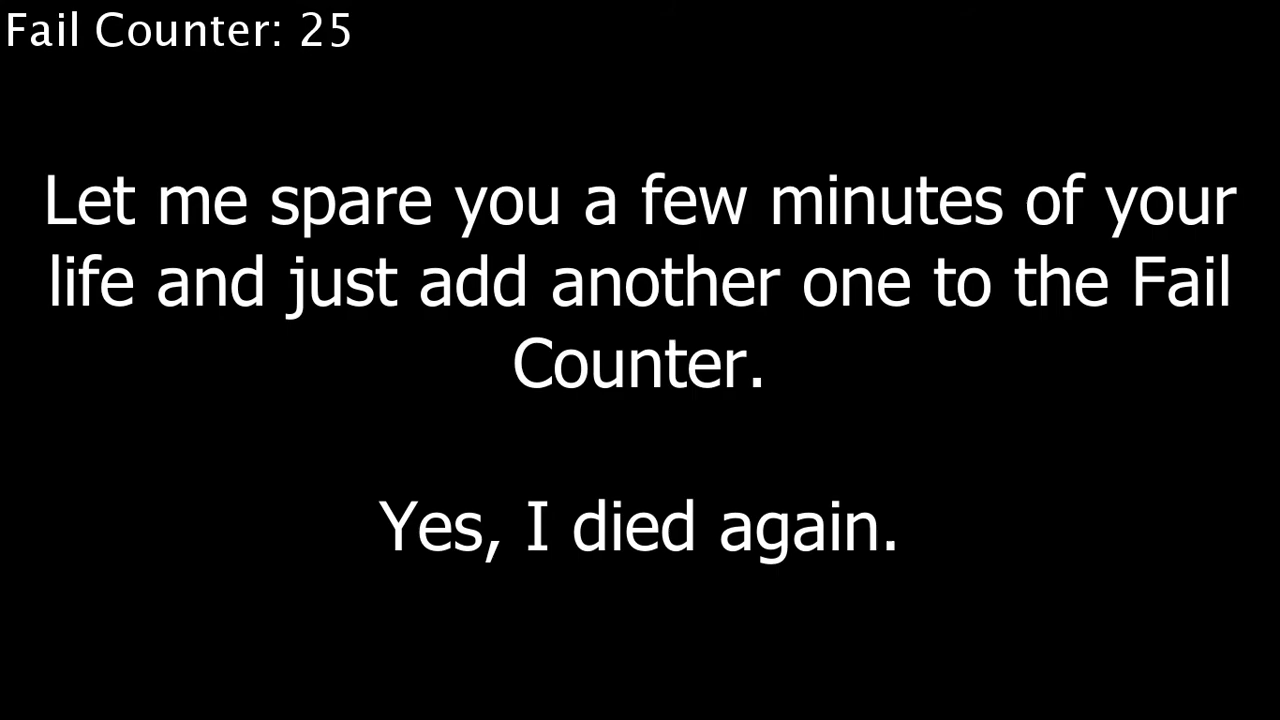 Fail Counter: 25
Let me spare you a few minutes of your
life and just add another one to the Fail
Counter.
Yes, I died again.